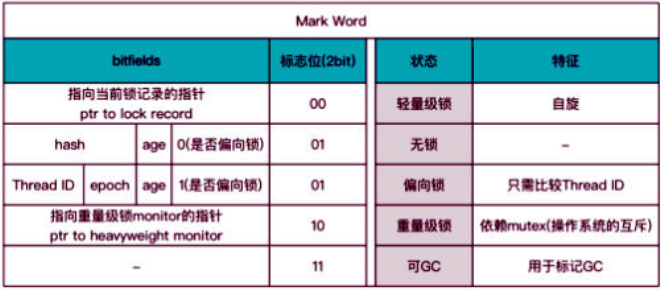 Mark Word
bitfields 标志位(2bit) 状态 特征
指向当前锁记录的指针
ptr to lock record 00 轻量级锁 自旋
hash age 0(是否偏向锁) 01 无锁 -
Thread ID epoch age 1(是否偏向锁) 01 偏向锁 只需比较Thread ID
指向重量级锁monitor的指针
ptr to heavyweight monitor 10 重量级锁 依赖mutex(操作系统的互斥)
- 11 可GC 用于标记GC